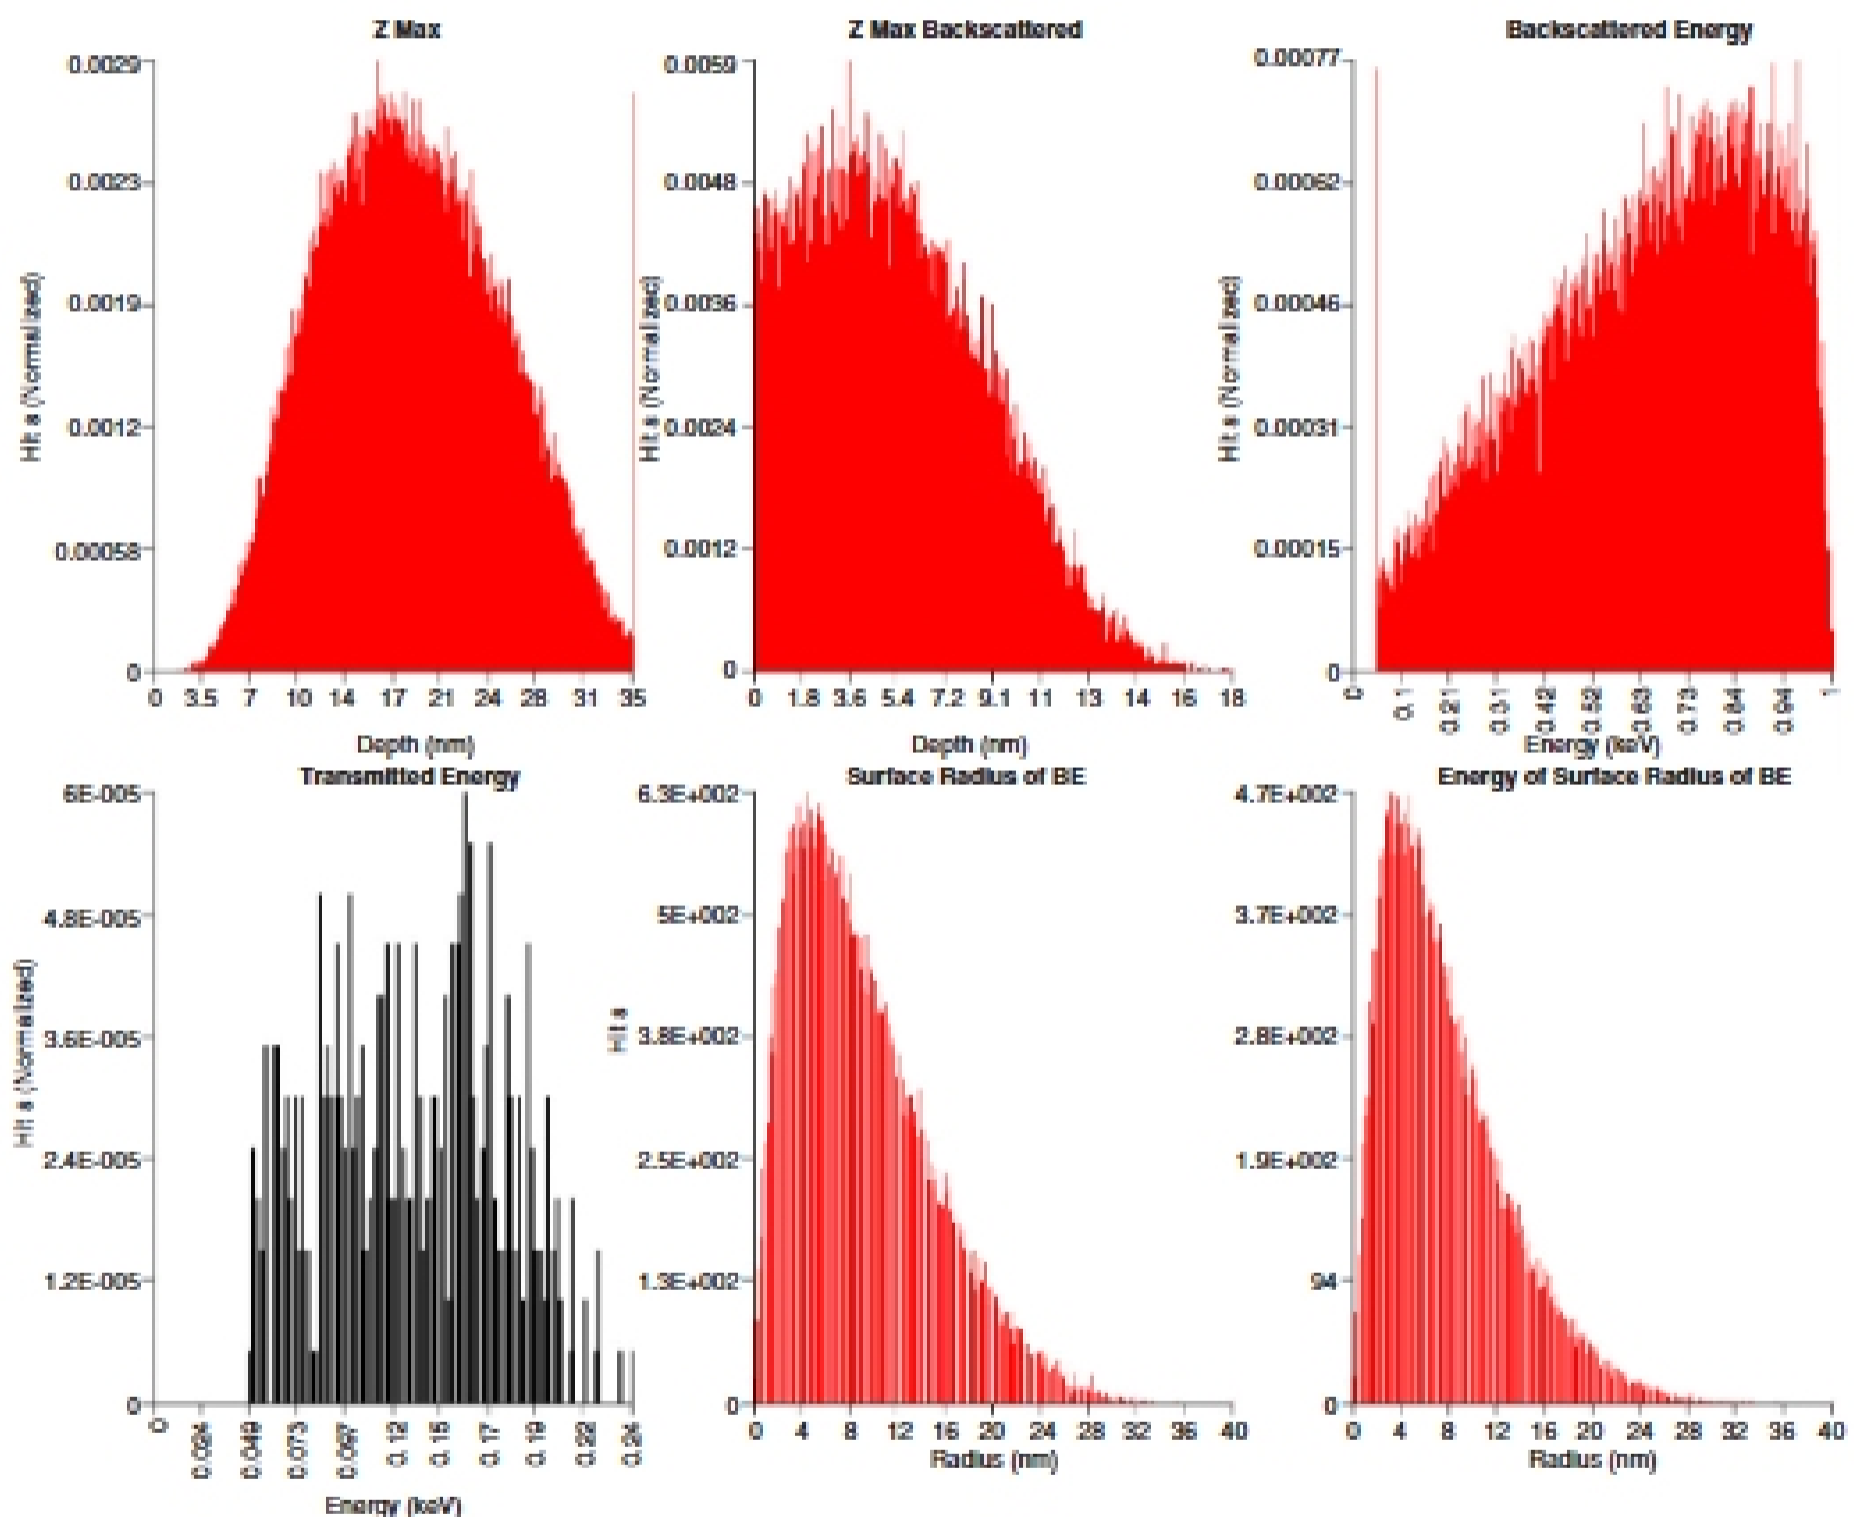 Z Max
0.0029
0.0023
0.0019
0.0012
0.00058
0
Hits (Normalized)
0 3.5 7 10 14 17 21 24 28 31 35
Depth (nm)
Z Max Backscattered
0.0059
0.0048
0.0036
0.0024
0.0012
0
Hits (Normalized)
0 1.8 3.6 5.4 7.2 9.1 11 13 14 16 18
Depth (nm)
Backscattered Energy
0.00077
0.00062
0.00046
0.00031
0.00015
0
Hits (Normalized)
0 0.1 0.21 0.31 0.42 0.52 0.63 0.73 0.84 0.94 1
Energy (keV)
Transmitted Energy
6E-005
4.8E-005
3.6E-005
2.4E-005
1.2E-005
0
Hits (Normalized)
0 0.024 0.049 0.073 0.097 0.12 0.15 0.17 0.19 0.22 0.24
Energy (keV)
Surface Radius of BE
6.3E+002
5E+002
3.8E+002
2.5E+002
1.3E+002
0
Hits
0 4 8 12 16 20 24 28 32 36 40
Radius (nm)
Energy of Surface Radius of BE
4.7E+002
3.7E+002
2.8E+002
1.9E+002
94
0
0 4 8 12 16 20 24 28 32 36 40
Radius (nm)